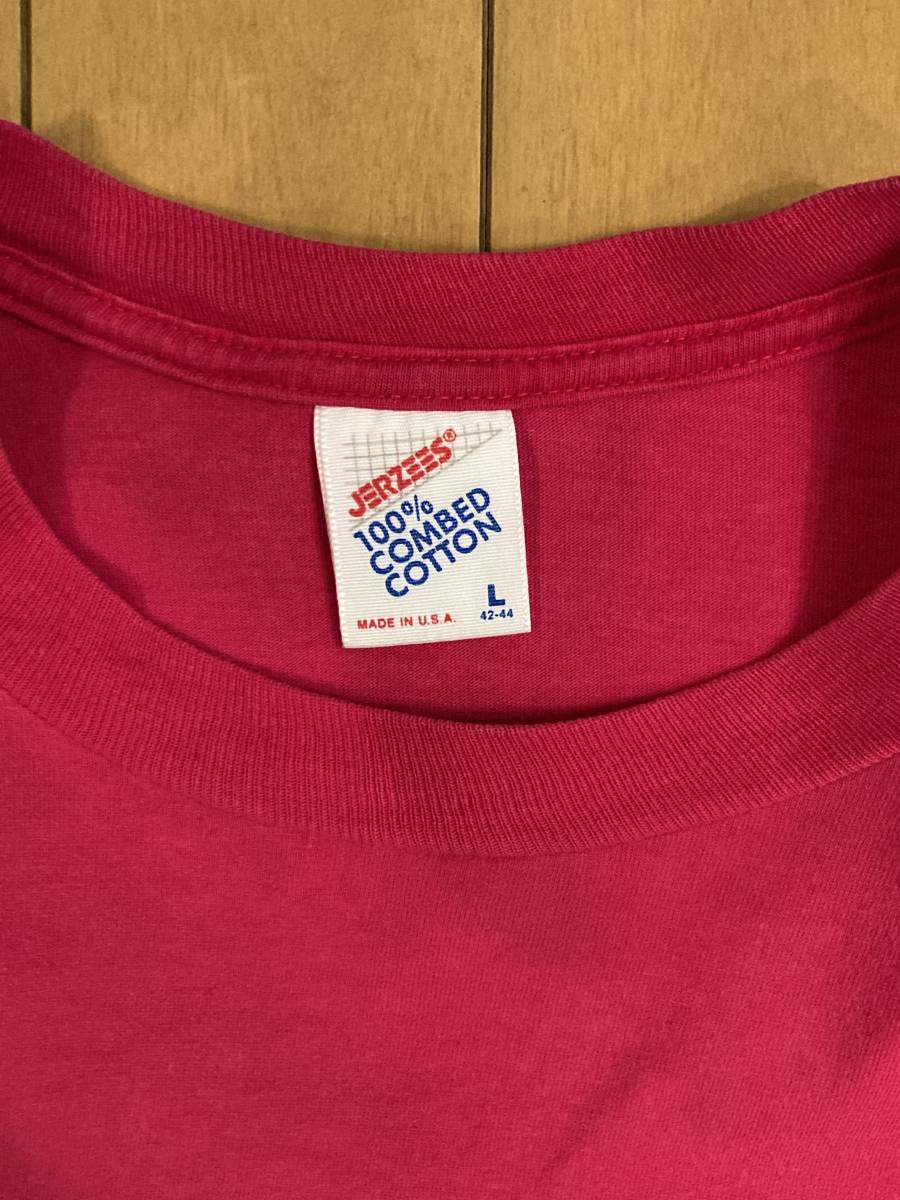 JERZEES®
100%
COMBED
COTTON
L
42-44
MADE IN U.S.A.